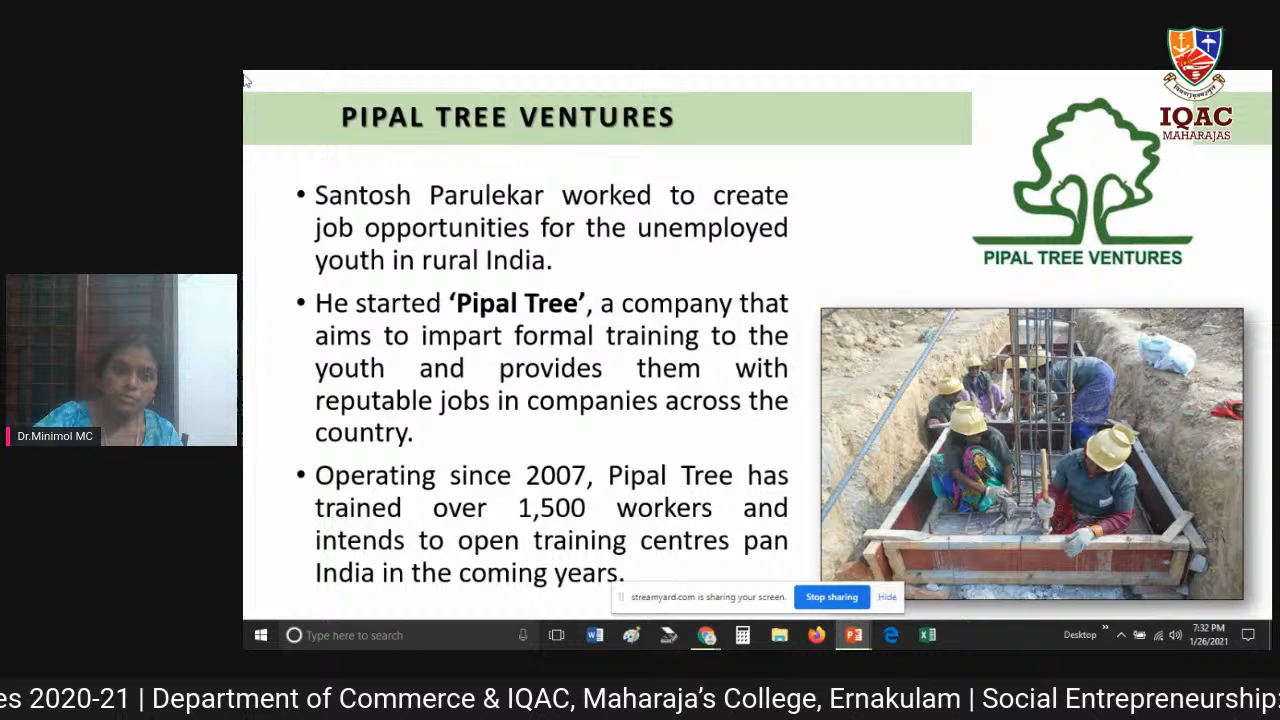 PIPAL TREE VENTURES
IQAC
MAHARAJAS
PIPAL TREE VENTURES
• Santosh Parulekar worked to create
job opportunities for the unemployed
youth in rural India.
• He started ‘Pipal Tree’, a company that
aims to impart formal training to the
youth and provides them with
reputable jobs in companies across the
country.
• Operating since 2007, Pipal Tree has
trained over 1,500 workers and
intends to open training centres pan
India in the coming years.
Dr.Minimol MC
streamyard.com is sharing your screen.
Stop sharing
Hide
Type here to search
Desktop
7:32 PM
1/26/2021
es 2020-21 | Department of Commerce & IQAC, Maharaja’s College, Ernakulam | Social Entrepreneurship: